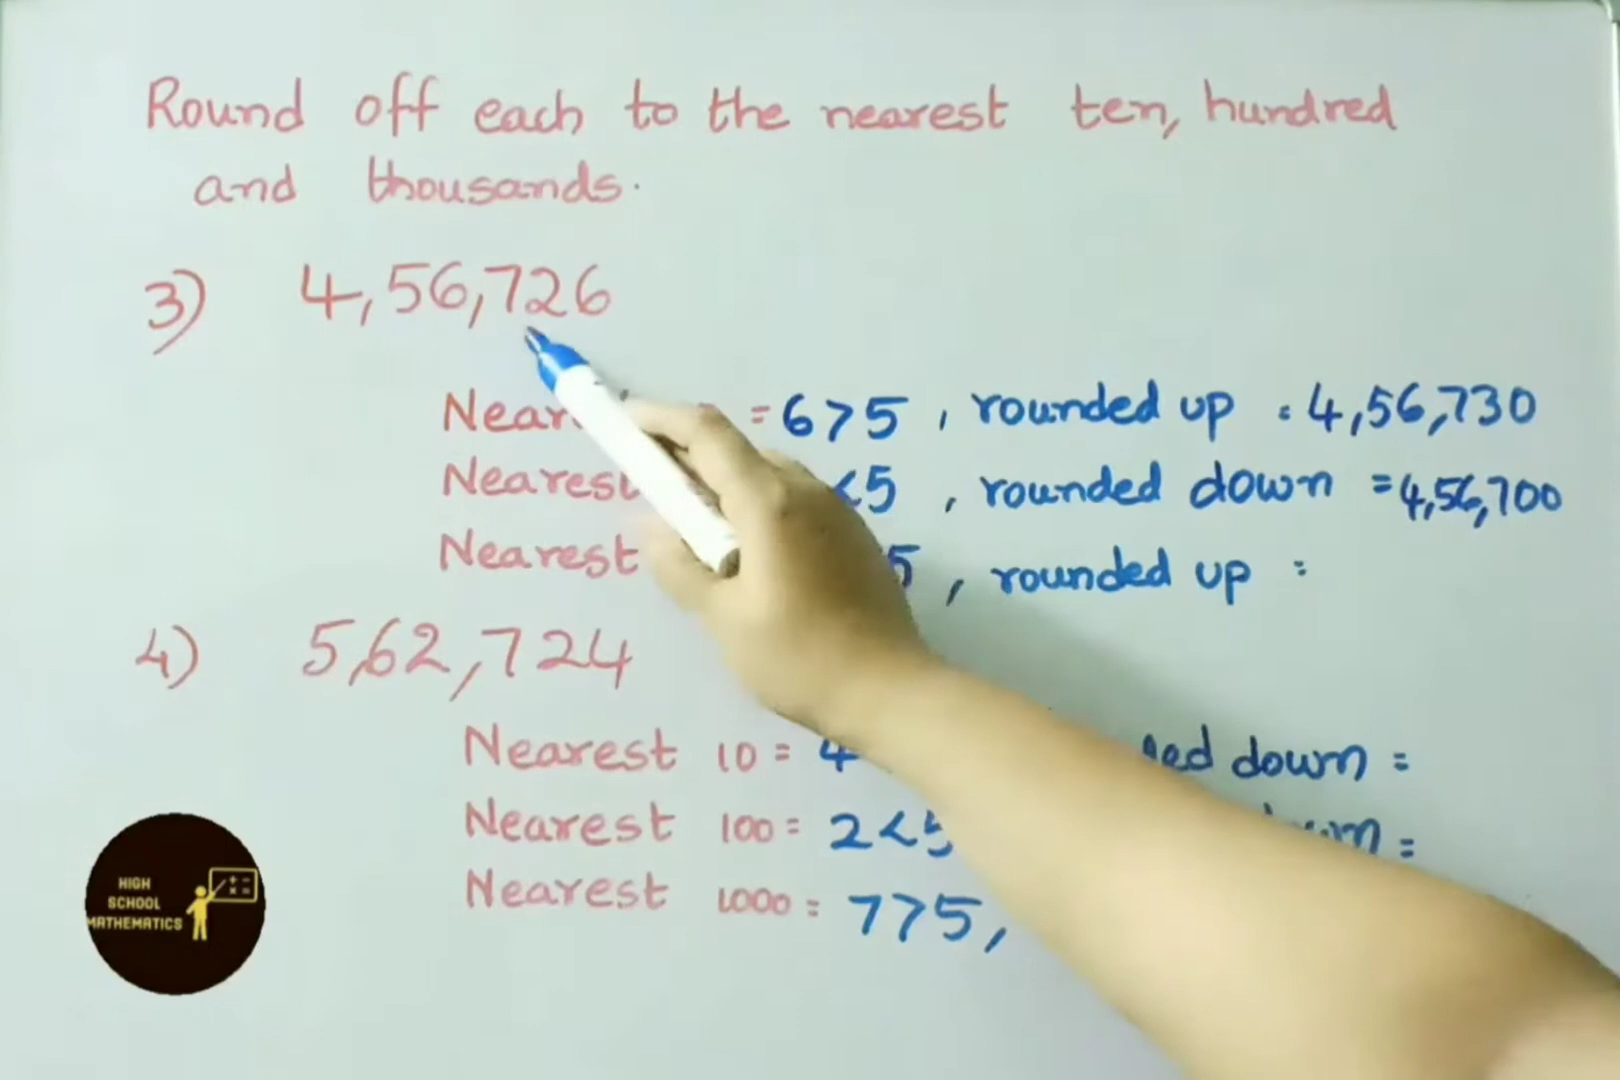 Round off each to the nearest ten, hundred
and thousands.
3) 4,56,726
= 6>5, rounded up = 4,56,730
Nearest <5, rounded down = 4,56,700
Nearest 5, rounded up =
4) 5,62,724
Nearest 10 = 4 down =
Nearest 100 = 2<5 =
Nearest 1000 = 7>5,
HIGH
SCHOOL
MATHEMATICS